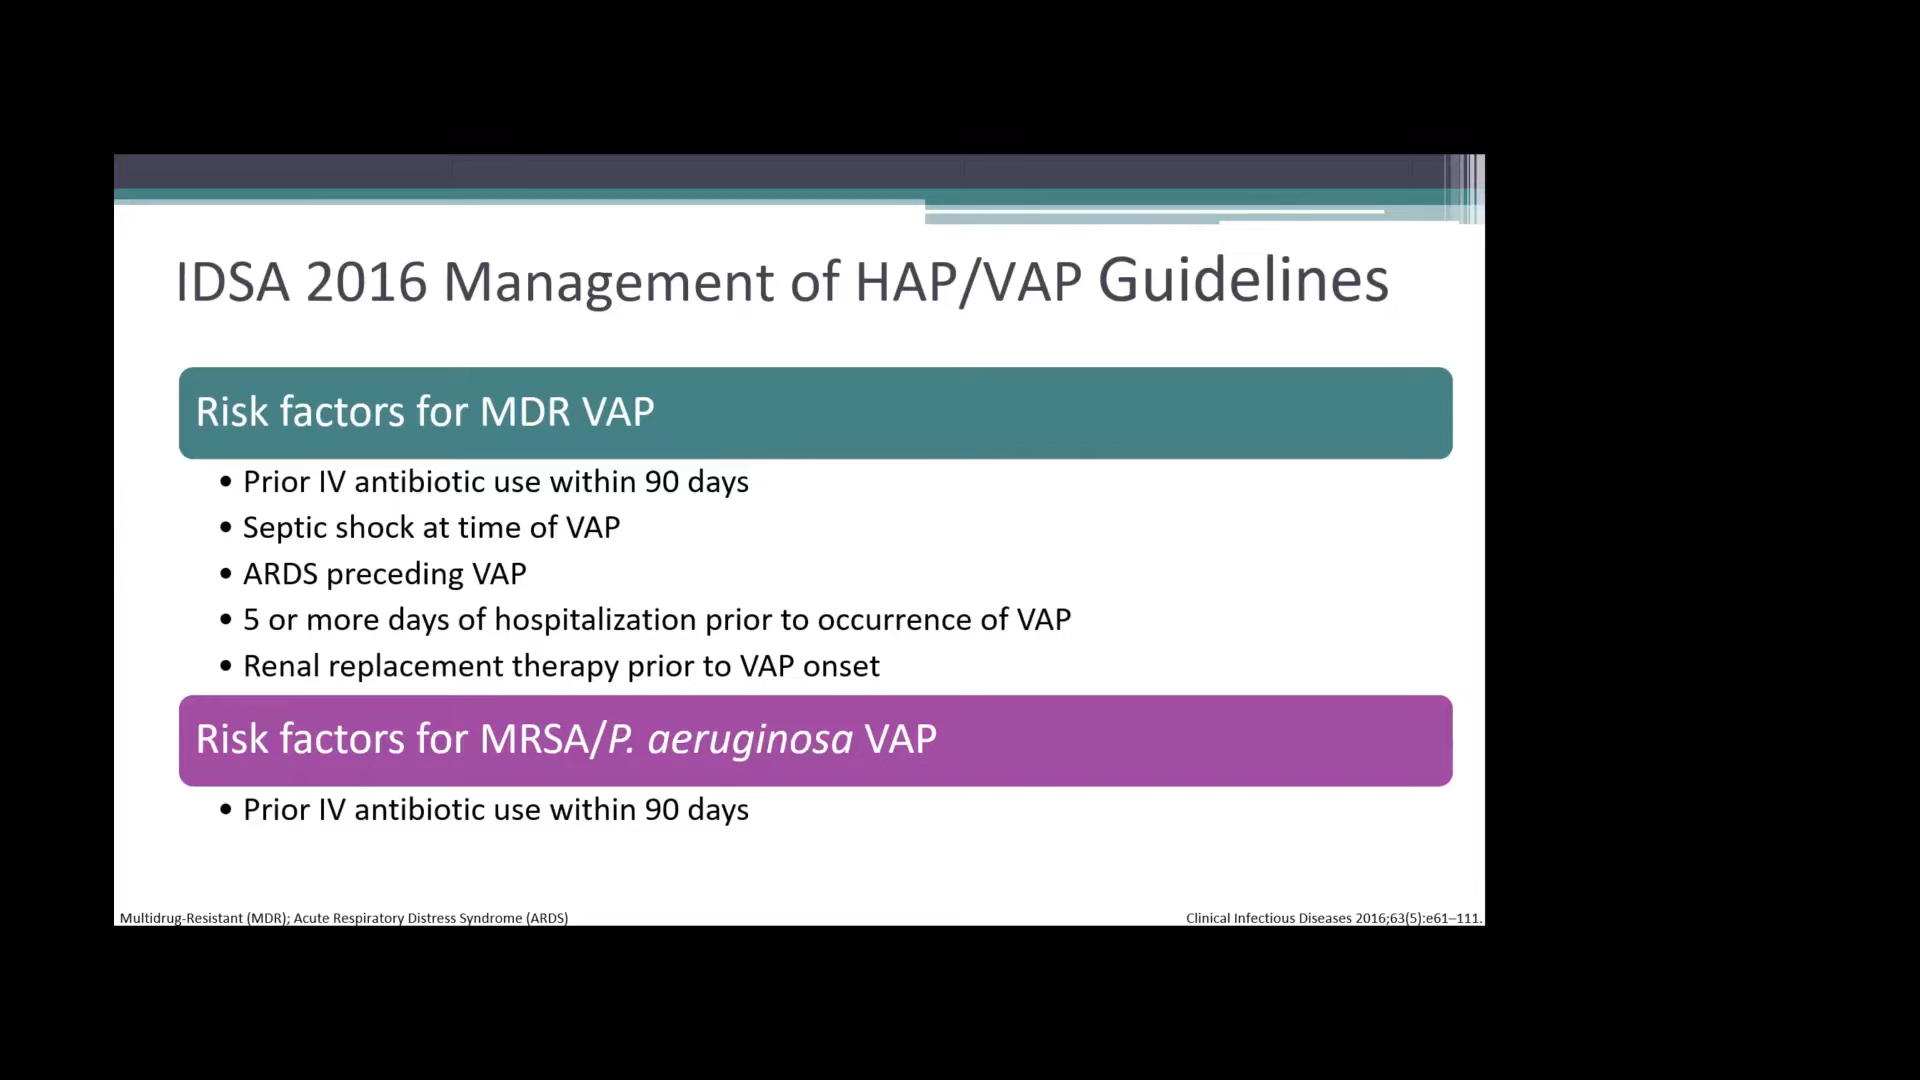 IDSA 2016 Management of HAP/VAP Guidelines
Risk factors for MDR VAP
• Prior IV antibiotic use within 90 days
• Septic shock at time of VAP
• ARDS preceding VAP
• 5 or more days of hospitalization prior to occurrence of VAP
• Renal replacement therapy prior to VAP onset
Risk factors for MRSA/P. aeruginosa VAP
• Prior IV antibiotic use within 90 days
Multidrug-Resistant (MDR); Acute Respiratory Distress Syndrome (ARDS)
Clinical Infectious Diseases 2016;63(5):e61–111.